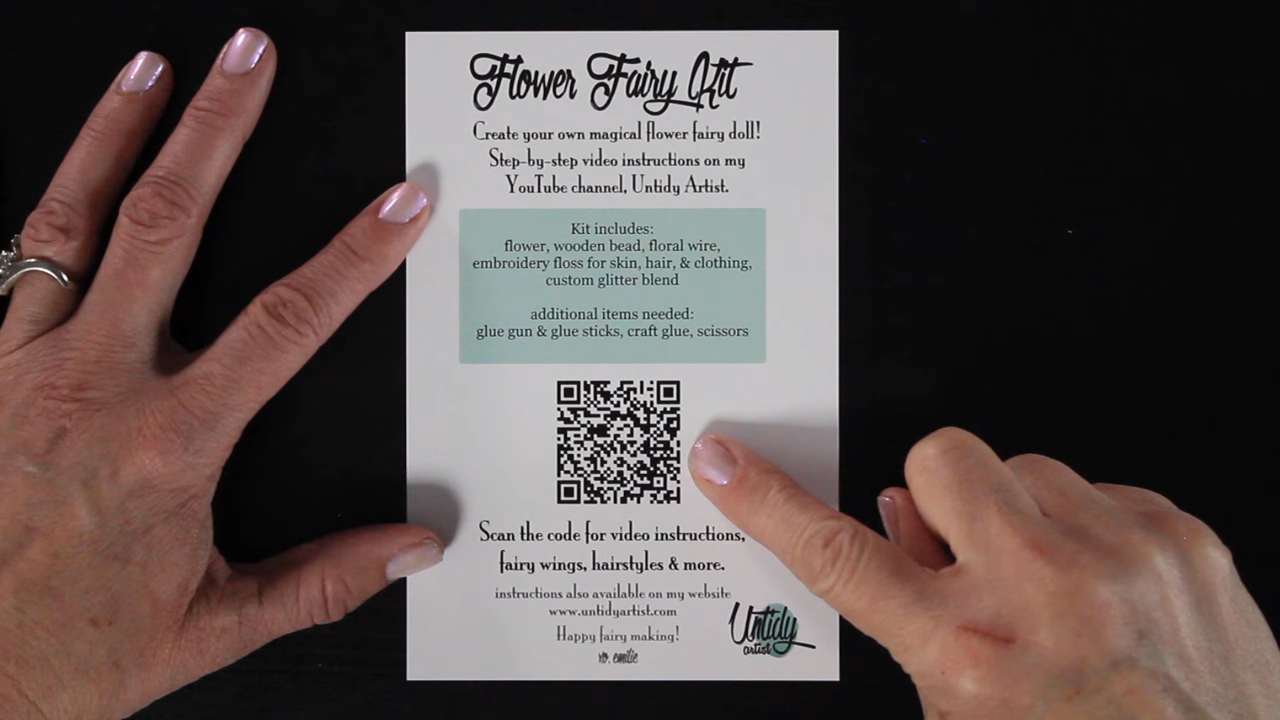 Flower Fairy Kit
Create your own magical flower fairy doll!
Step-by-step video instructions on my
YouTube channel, Untidy Artist.
Kit includes:
flower, wooden bead, floral wire,
embroidery floss for skin, hair, & clothing,
custom glitter blend
additional items needed:
glue gun & glue sticks, craft glue, scissors
Scan the code for video instructions,
fairy wings, hairstyles & more.
instructions also available on my website
www.untidyartist.com
Happy fairy making!
xo. emilie
Untidy
artist